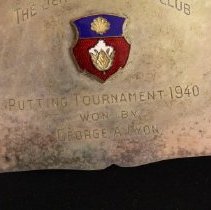 THE CLUB
PUTTING TOURNAMENT 1940
WON BY
GEORGE A. LYON.